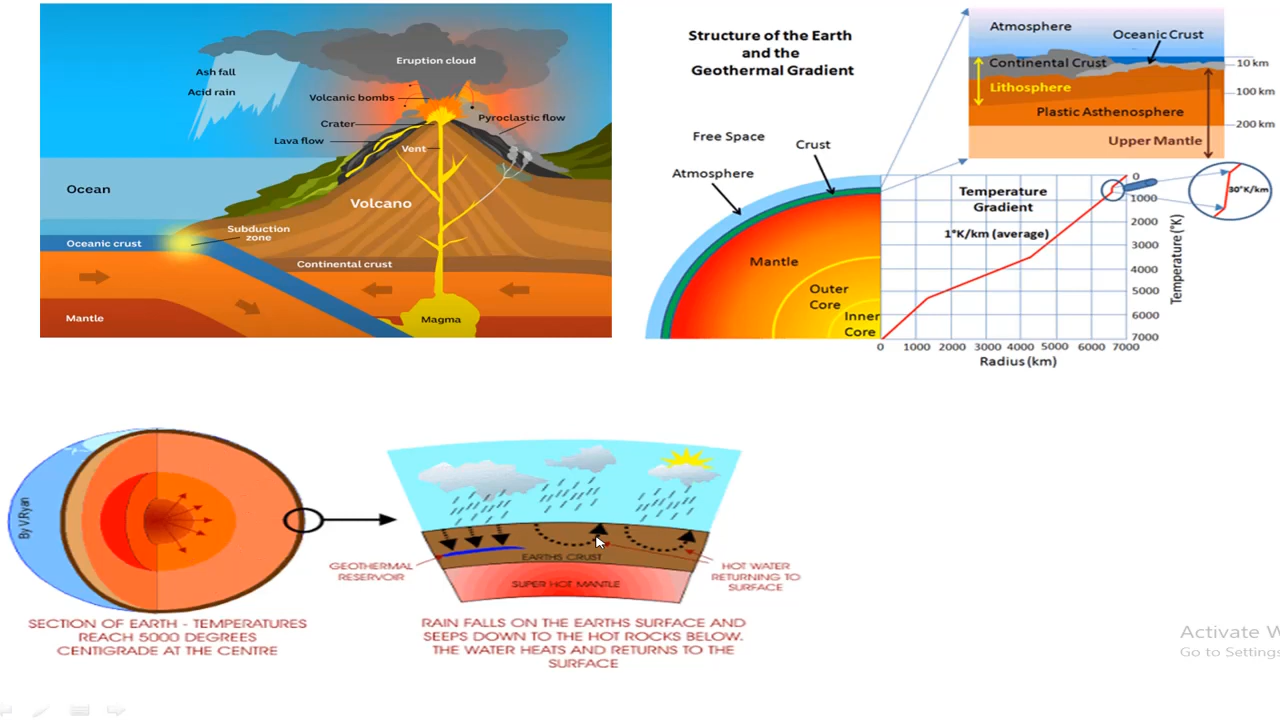 Eruption cloud
Ash fall
Acid rain
Volcanic bombs
Crater
Pyroclastic flow
Lava flow
Vent
Ocean
Volcano
Subduction
zone
Oceanic crust
Continental crust
Mantle
Magma
Structure of the Earth
and the
Geothermal Gradient
Free Space
Crust
Atmosphere
Mantle
Outer
Core
Inner
Core
Atmosphere
Oceanic Crust
Continental Crust
10 km
Lithosphere
100 km
Plastic Asthenosphere
200 km
Upper Mantle
Temperature
Gradient
1°K/km (average)
30°K/km
0
1000
2000
3000
4000
5000
6000
7000
Temperature (°K)
0 1000 2000 3000 4000 5000 6000 7000
Radius (km)
By V.Ryan
SECTION OF EARTH - TEMPERATURES
REACH 5000 DEGREES
CENTIGRADE AT THE CENTRE
GEOTHERMAL
RESERVOIR
EARTHS CRUST
SUPER HOT MANTLE
HOT WATER
RETURNING TO
SURFACE
RAIN FALLS ON THE EARTHS SURFACE AND
SEEPS DOWN TO THE HOT ROCKS BELOW.
THE WATER HEATS AND RETURNS TO THE
SURFACE
Activate W
Go to Settings